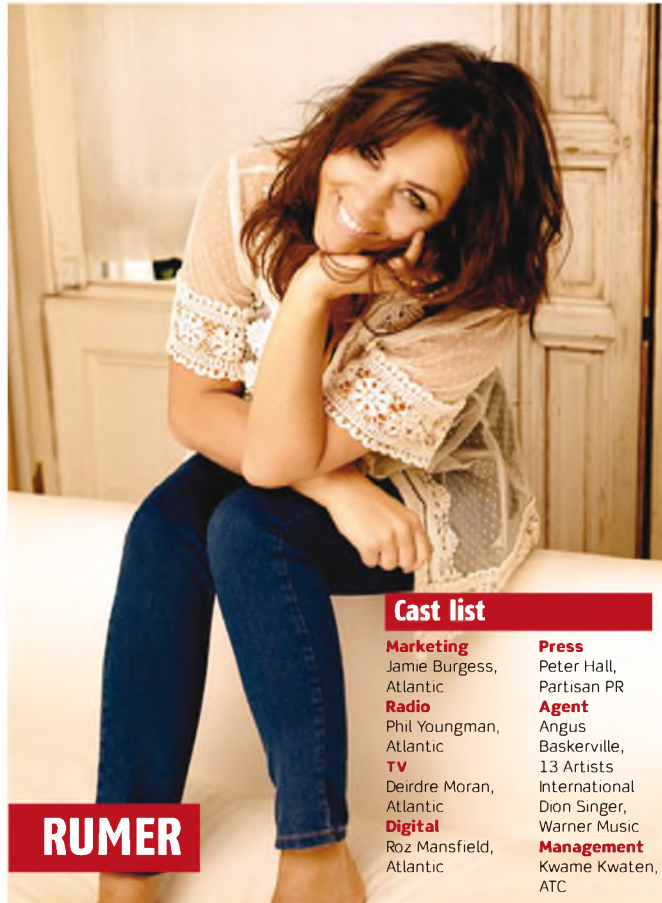 Cast list
Marketing
Jamie Burgess,
Atlantic
Radio
Phil Youngman,
Atlantic
TV
Deirdre Moran,
Atlantic
Digital
Roz Mansfield,
Atlantic
Press
Peter Hall,
Partisan PR
Agent
Angus
Baskerville,
13 Artists
International
Dion Singer,
Warner Music
Management
Kwame Kwaten,
ATC
RUMER